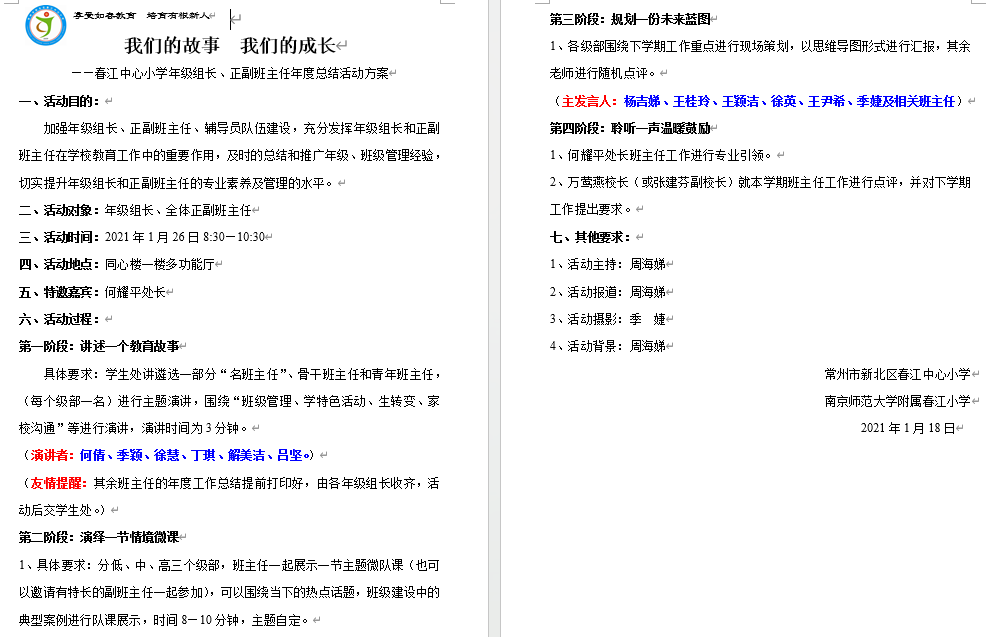 享受如春教育　培育有根新人
我们的故事　我们的成长
——春江中心小学年级组长、正副班主任年度总结活动方案
一、活动目的：
加强年级组长、正副班主任、辅导员队伍建设，充分发挥年级组长和正副
班主任在学校教育工作中的重要作用，及时的总结和推广年级、班级管理经验，
切实提升年级组长和正副班主任的专业素养及管理的水平。
二、活动对象：年级组长、全体正副班主任
三、活动时间：2021 年 1 月 26 日 8:30—10:30
四、活动地点：同心楼一楼多功能厅
五、特邀嘉宾：何耀平处长
六、活动过程：
第一阶段：讲述一个教育故事
具体要求：学生处讲遴选一部分“名班主任”、骨干班主任和青年班主任，
（每个级部一名）进行主题演讲，围绕“班级管理、学特色活动、生转变、家
校沟通”等进行演讲，演讲时间为 3 分钟。
（演讲者：何倩、季颖、徐慧、丁琪、解美洁、吕坚。）
（友情提醒：其余班主任的年度工作总结提前打印好，由各年级组长收齐，活
动后交学生处。）
第二阶段：演绎一节情境微课
1、具体要求：分低、中、高三个级部，班主任一起展示一节主题微队课（也可
以邀请有特长的副班主任一起参加），可以围绕当下的热点话题，班级建设中的
典型案例进行队课展示，时间 8—10 分钟，主题自定。
第三阶段：规划一份未来蓝图
1、各级部围绕下学期工作重点进行现场策划，以思维导图形式进行汇报，其余
老师进行随机点评。
（主发言人：杨吉娣、王桂玲、王颖洁、徐英、王尹希、季婕及相关班主任）
第四阶段：聆听一声温暖鼓励
1、何耀平处长班主任工作进行专业引领。
2、万莺燕校长（或张建芬副校长）就本学期班主任工作进行点评，并对下学期
工作提出要求。
七、其他要求：
1、活动主持：周海娣
2、活动报道：周海娣
3、活动摄影：季　婕
4、活动背景：周海娣
常州市新北区春江中心小学
南京师范大学附属春江小学
2021 年 1 月 18 日